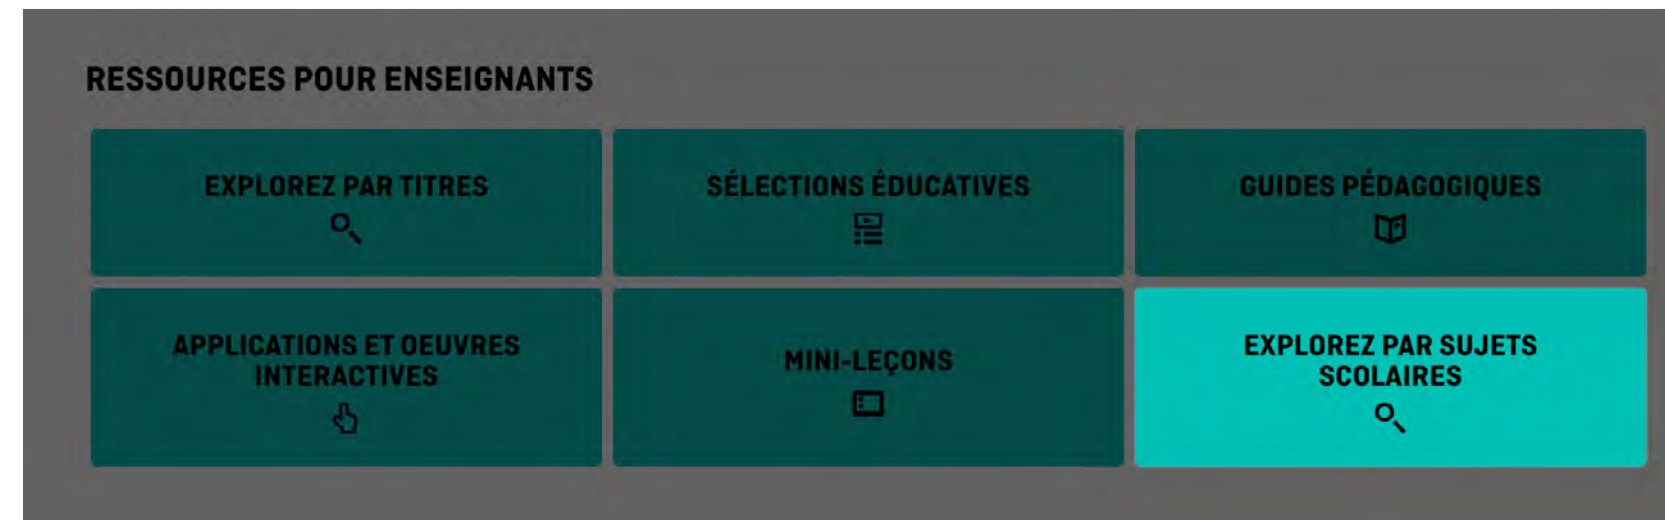 RESSOURCES POUR ENSEIGNANTS
EXPLOREZ PAR TITRES
SÉLECTIONS ÉDUCATIVES
GUIDES PÉDAGOGIQUES
APPLICATIONS ET OEUVRES
INTERACTIVES
MINI-LEÇONS
EXPLOREZ PAR SUJETS
SCOLAIRES